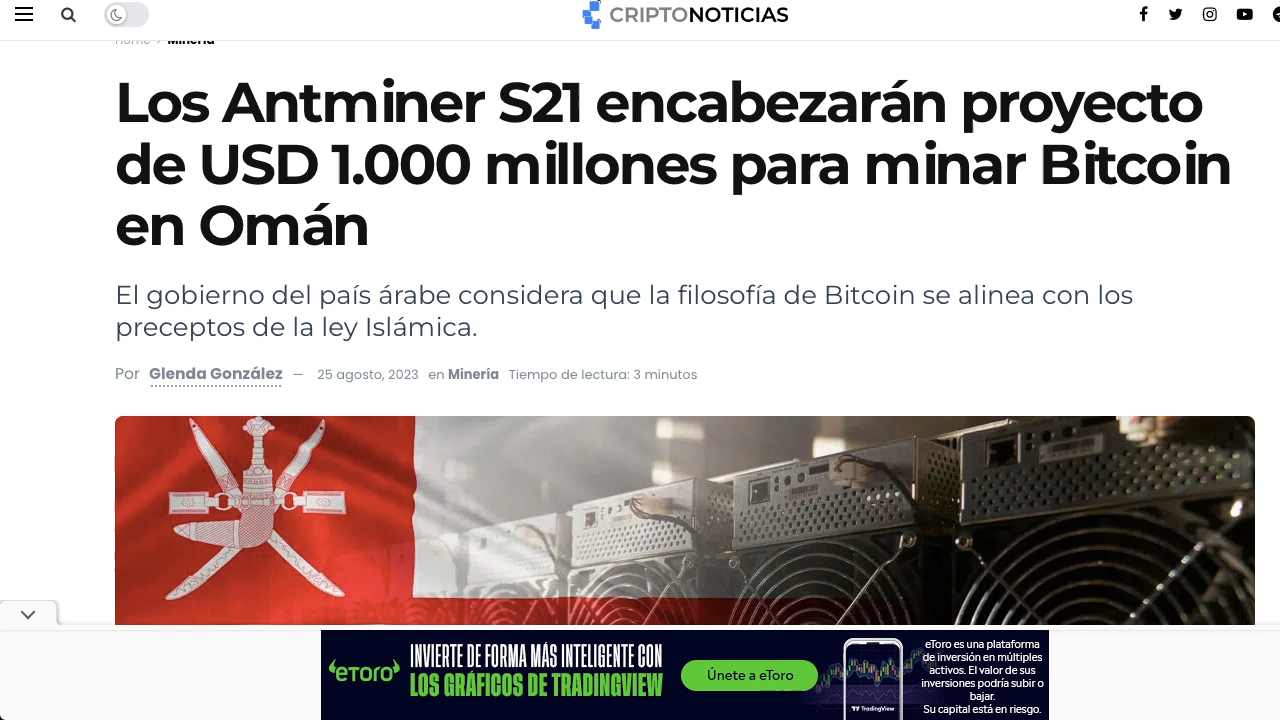 CRIPTONOTICIAS
Home > Minería
Los Antminer S21 encabezarán proyecto
de USD 1.000 millones para minar Bitcoin
en Omán
El gobierno del país árabe considera que la filosofía de Bitcoin se alinea con los
preceptos de la ley Islámica.
Por Glenda González — 25 agosto, 2023 en Minería Tiempo de lectura: 3 minutos
eToro
INVIERTE DE FORMA MÁS INTELIGENTE CON
LOS GRÁFICOS DE TRADINGVIEW
Únete a eToro
TradingView
eToro es una plataforma
de inversión en múltiples
activos. El valor de sus
inversiones podría subir o
bajar.
Su capital está en riesgo.